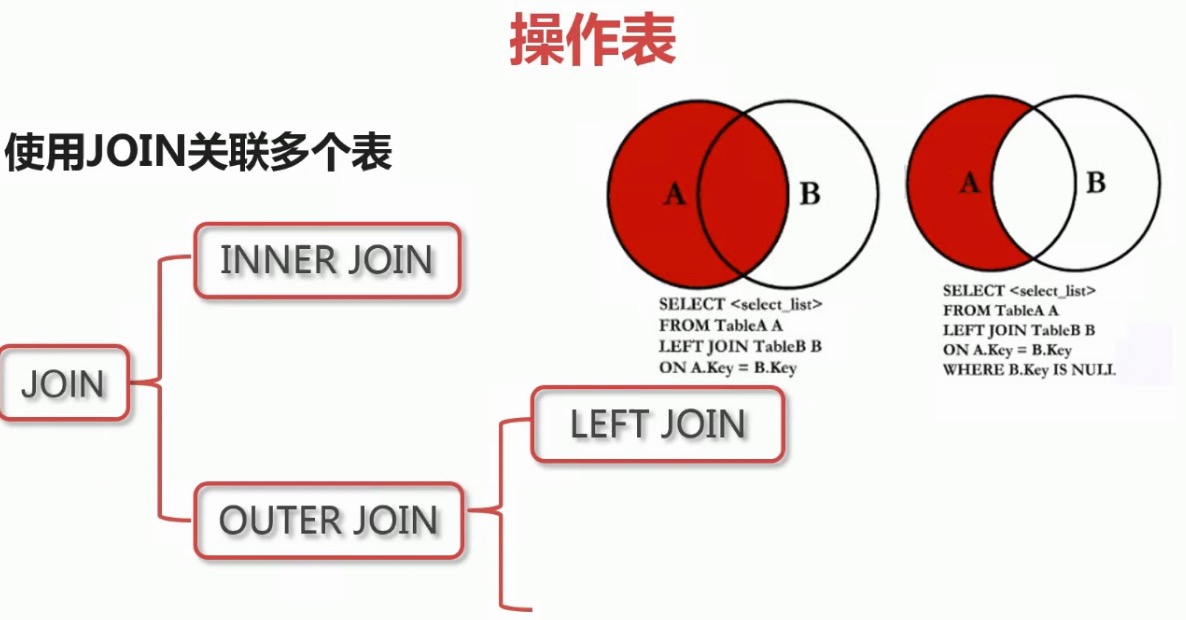 操作表
使用JOIN关联多个表
A
B
SELECT <select_list>
FROM TableA A
LEFT JOIN TableB B
ON A.Key = B.Key
A
B
SELECT <select_list>
FROM TableA A
LEFT JOIN TableB B
ON A.Key = B.Key
WHERE B.Key IS NULL
JOIN
INNER JOIN
OUTER JOIN
LEFT JOIN